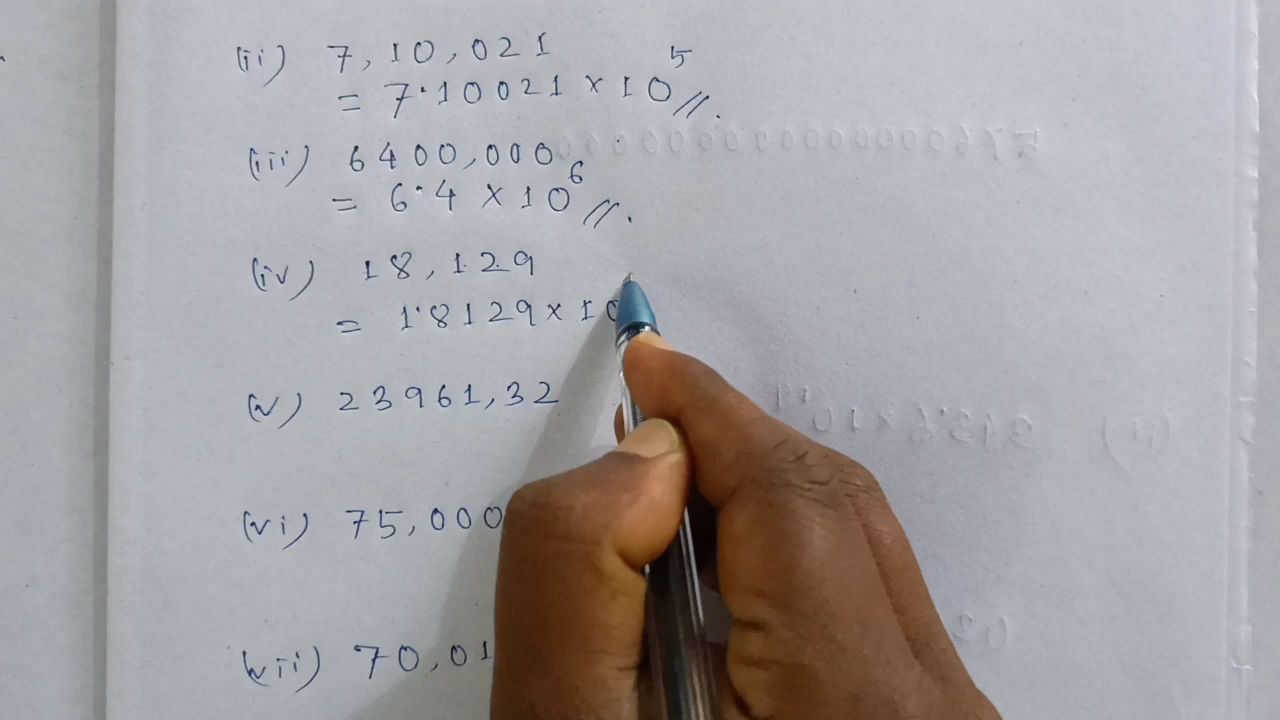 (ii) 7,10,021
= 7.10021 × 10⁵ //.
(iii) 6400,000
= 6.4 × 10⁶ //.
(iv) 18,129
= 1.8129 × 10
(v) 23961,32
(vi) 75,000
(vii) 70,01